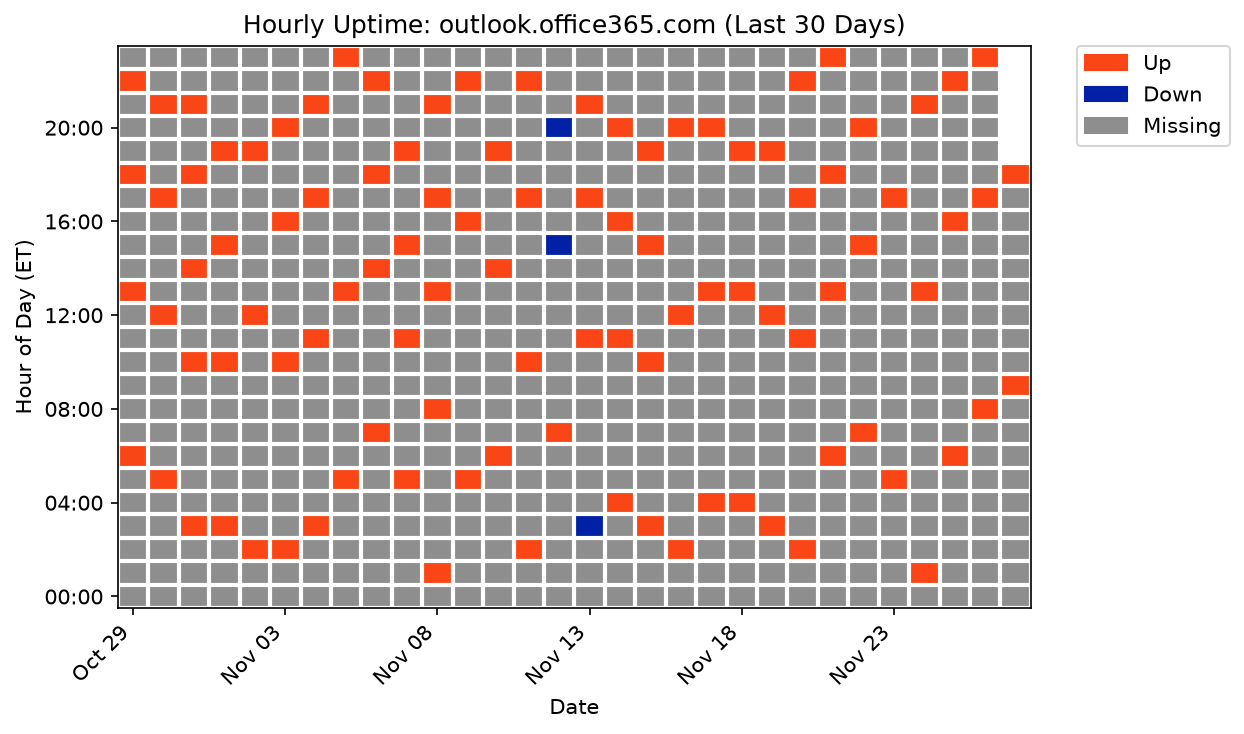 Hourly Uptime: outlook.office365.com (Last 30 Days)
Up
Down
Missing
20:00
16:00
12:00
08:00
04:00
00:00
Hour of Day (ET)
Oct 29
Nov 03
Nov 08
Nov 13
Nov 18
Nov 23
Date